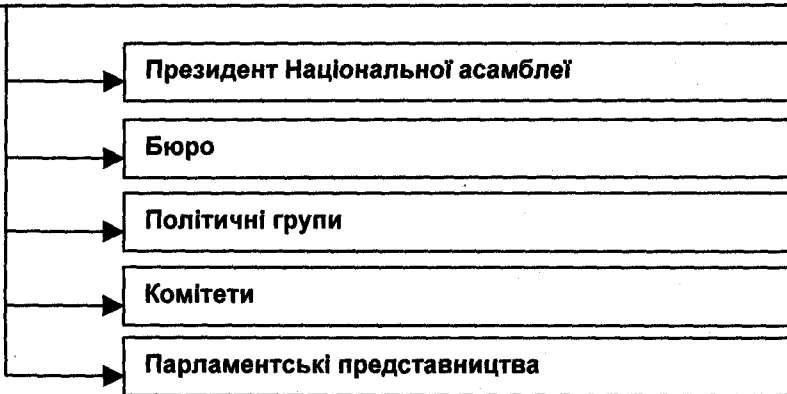 Президент Національної асамблеї
Бюро
Політичні групи
Комітети
Парламентські представництва